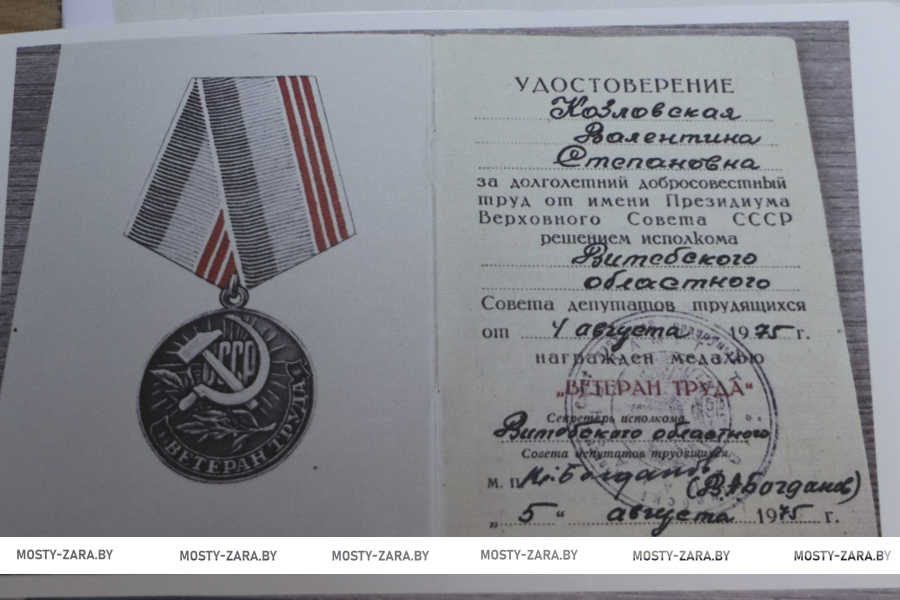 СССР
ВЕТЕРАН ТРУДА
УДОСТОВЕРЕНИЕ
Козловская
Валентина
Степановна
за долголетний добросовестный
труд от имени Президиума
Верховного Совета СССР
решением исполкома
Витебского
областного
Совета депутатов трудящихся
от 4 августа 1975 г.
награжден медалью
„ВЕТЕРАН ТРУДА“
Секретарь исполкома
Витебского областного
Совета депутатов трудящихся
М. П. Богданов (В.А Богданов)
„ 5 “ августа 1975 г.
MOSTY-ZARA.BY MOSTY-ZARA.BY MOSTY-ZARA.BY MOSTY-ZARA.BY MOSTY-ZARA.BY MOSTY-ZARA.BY